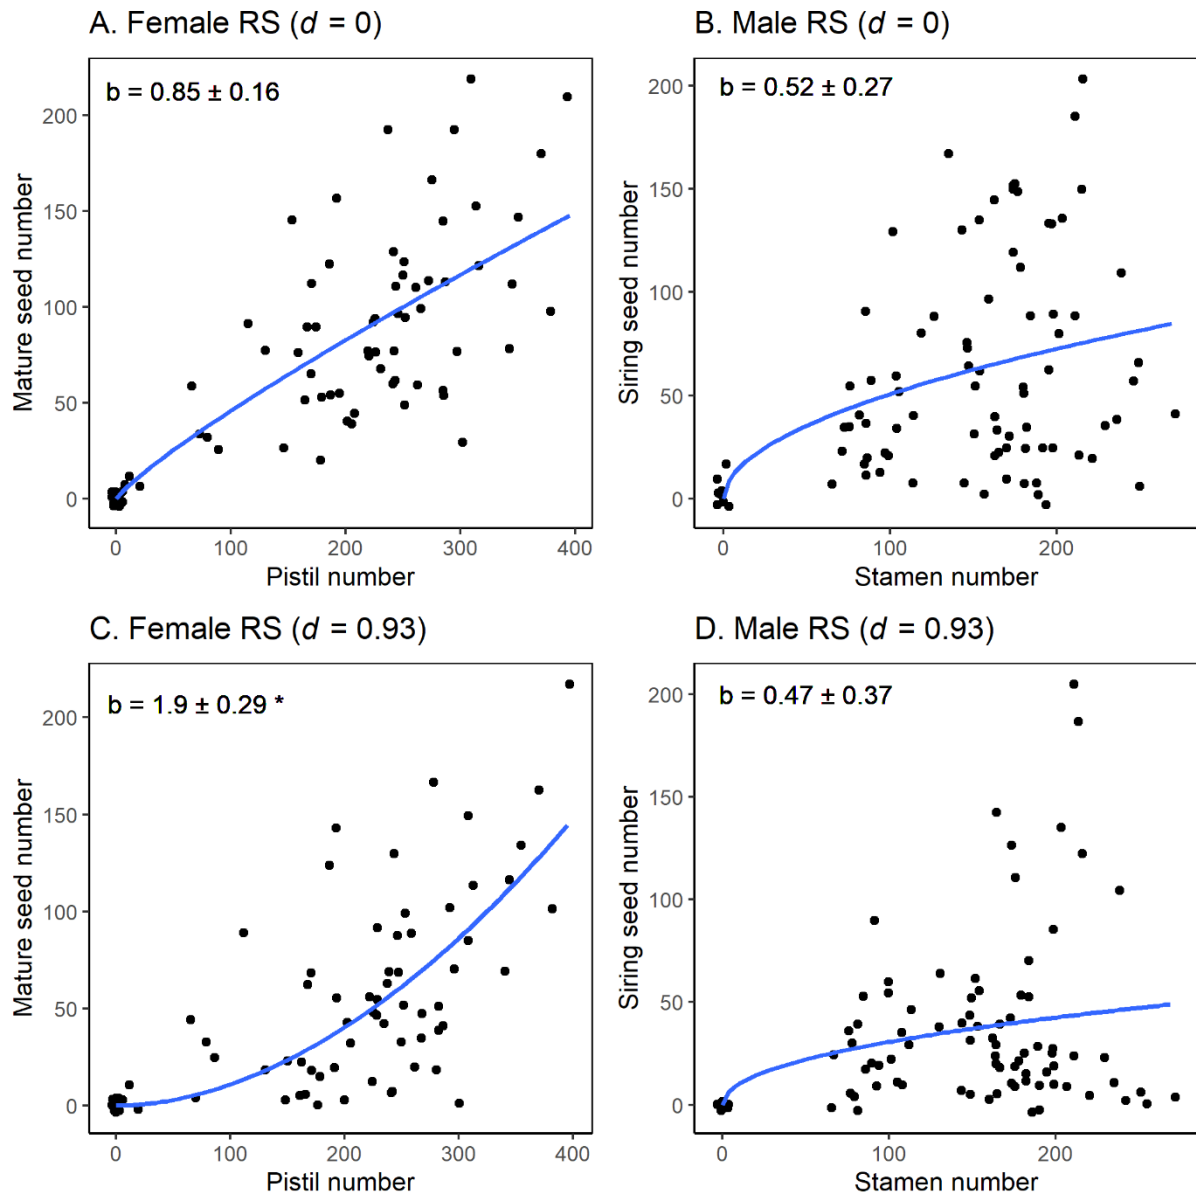 A. Female RS (d = 0)
b = 0.85 ± 0.16
Mature seed number
200
150
100
50
0
0 100 200 300 400
Pistil number
B. Male RS (d = 0)
b = 0.52 ± 0.27
Siring seed number
200
150
100
50
0
0 100 200
Stamen number
C. Female RS (d = 0.93)
b = 1.9 ± 0.29 *
Mature seed number
200
150
100
50
0
0 100 200 300 400
Pistil number
D. Male RS (d = 0.93)
b = 0.47 ± 0.37
Siring seed number
200
150
100
50
0
0 100 200
Stamen number